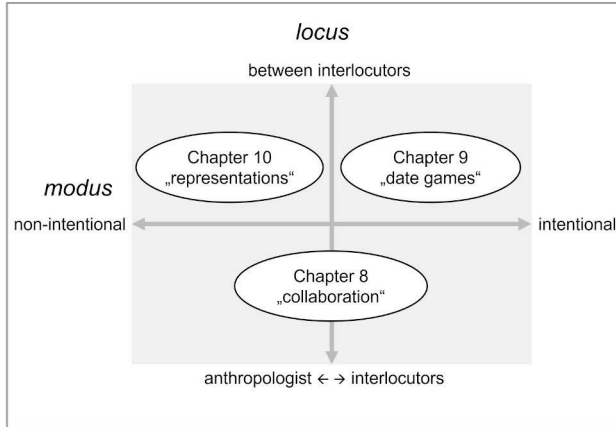 locus
between interlocutors
Chapter 10
„representations“
Chapter 9
„date games“
modus
non-intentional
intentional
Chapter 8
„collaboration“
anthropologist ← → interlocutors